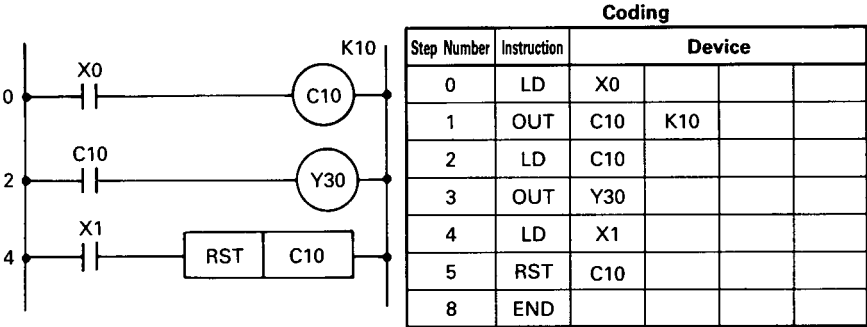 Coding
K10
X0
0
C10
C10
2
Y30
X1
4
RST C10
Step Number Instruction Device
0 LD X0
1 OUT C10 K10
2 LD C10
3 OUT Y30
4 LD X1
5 RST C10
8 END